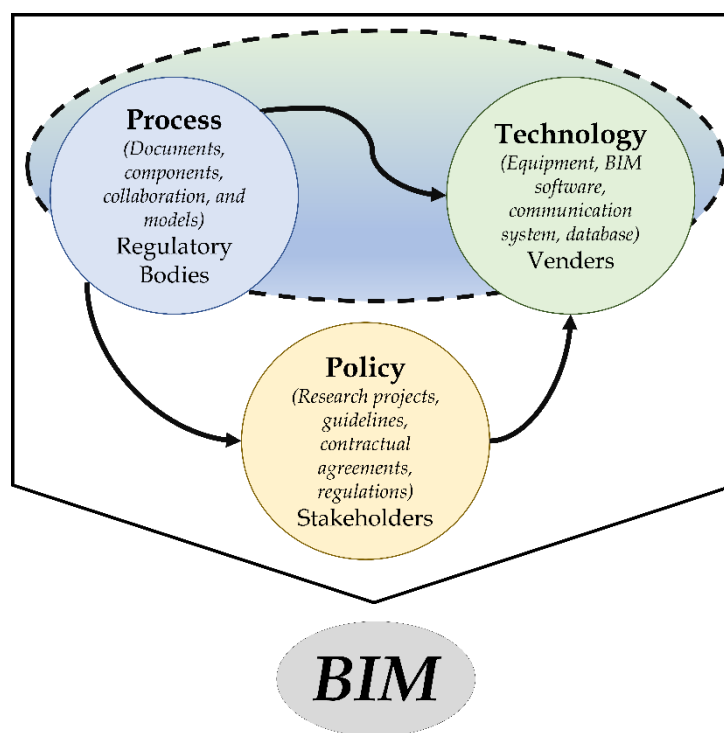 Process
(Documents,
components,
collaboration, and
models)
Regulatory
Bodies
Technology
(Equipment, BIM
software,
communication
system, database)
Venders
Policy
(Research projects,
guidelines,
contractual
agreements,
regulations)
Stakeholders
BIM